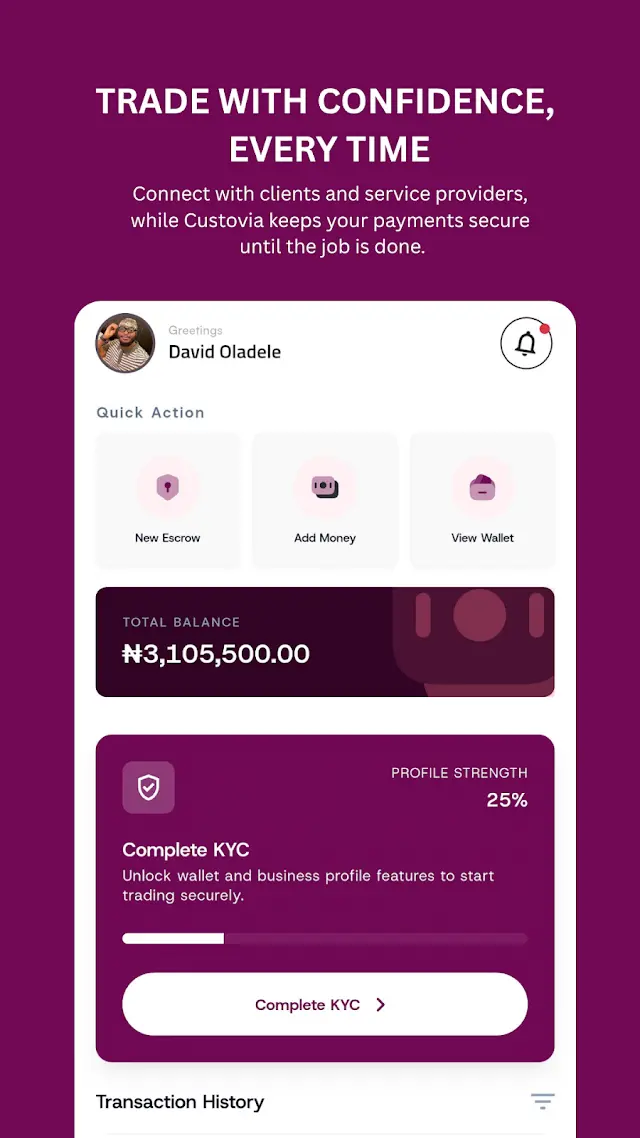 TRADE WITH CONFIDENCE,
EVERY TIME
Connect with clients and service providers,
while Custovia keeps your payments secure
until the job is done.
Greetings
David Oladele
Quick Action
New Escrow
Add Money
View Wallet
TOTAL BALANCE
₦3,105,500.00
PROFILE STRENGTH
25%
Complete KYC
Unlock wallet and business profile features to start
trading securely.
Complete KYC
Transaction History